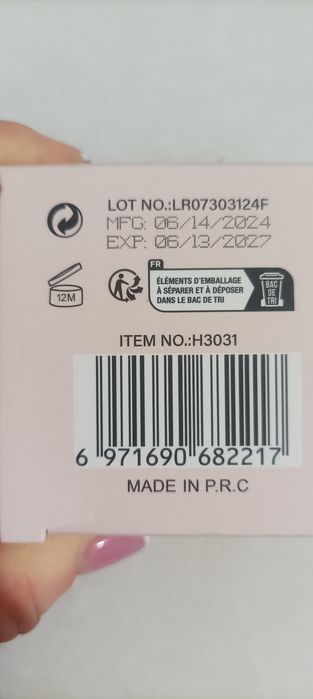 LOT NO.:LR07303124F
MFG: 06/14/2024
EXP: 06/13/2027
12M
FR
ÉLÉMENTS D'EMBALLAGE
À SÉPARER ET À DÉPOSER
DANS LE BAC DE TRI
BAC
DE
TRI
ITEM NO.:H3031
6 971690 682217
MADE IN P.R.C